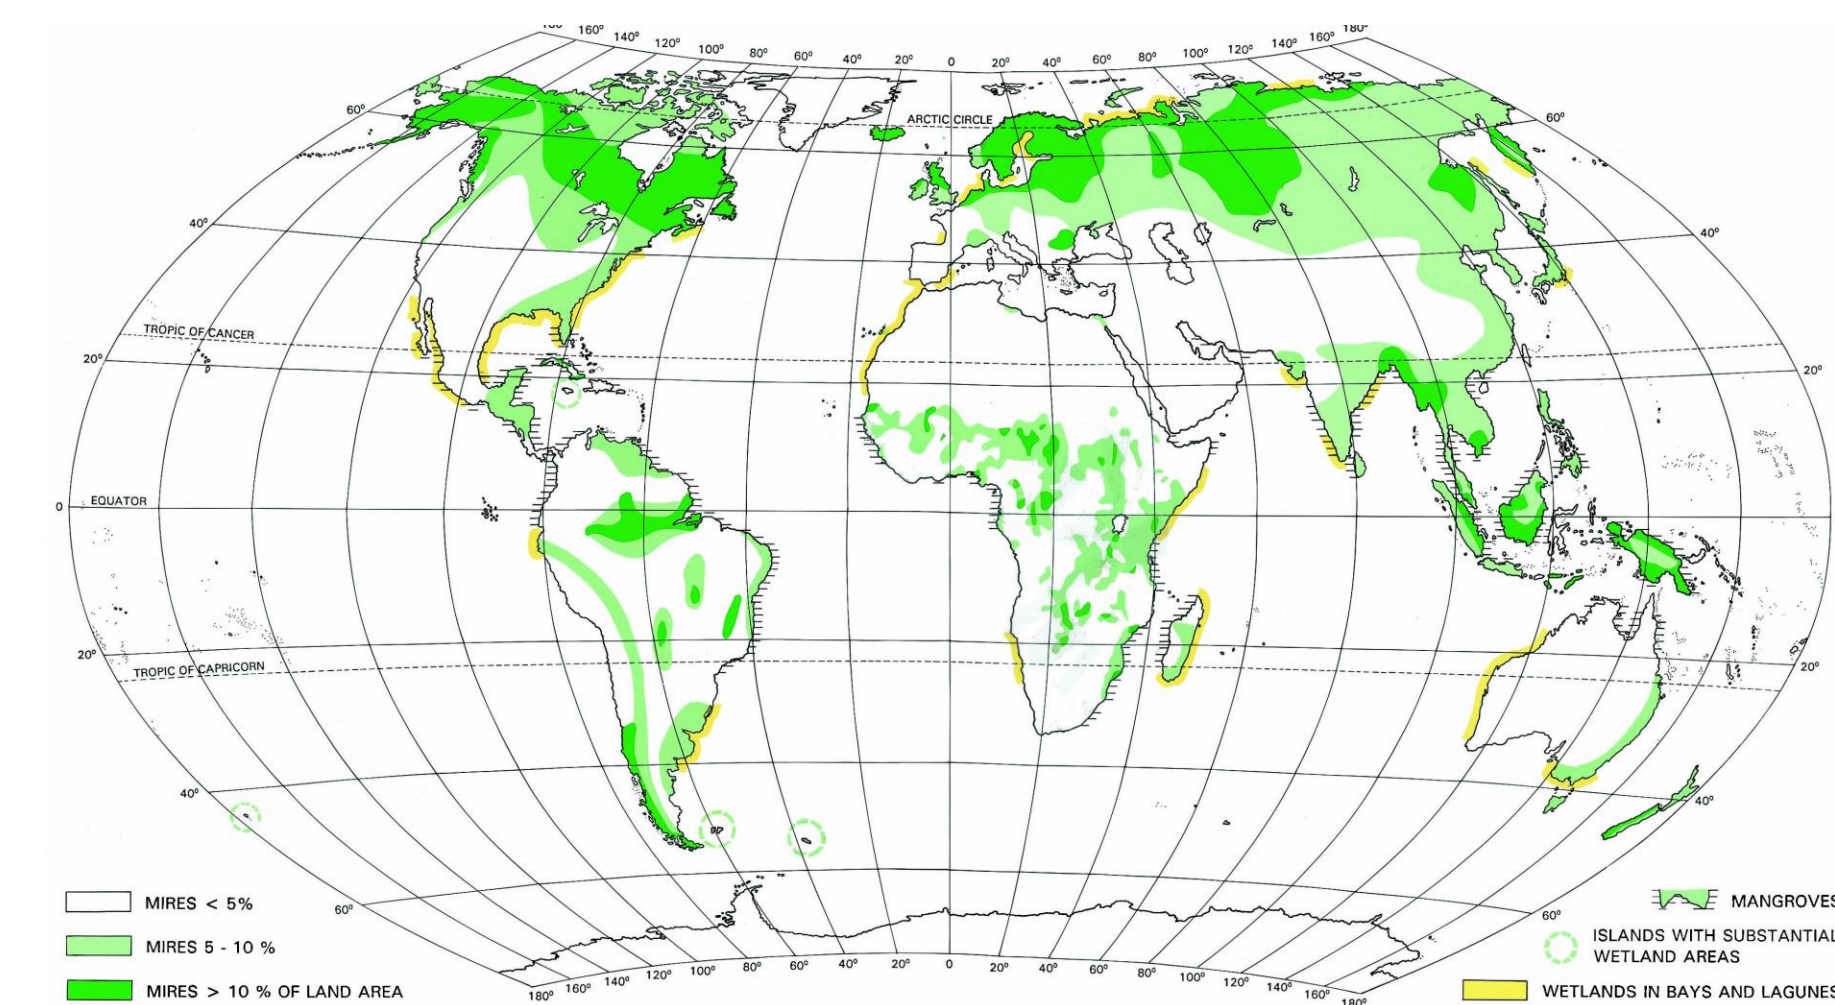 180° 160° 140° 120° 100° 80° 60° 40° 20° 0 20° 40° 60° 80° 100° 120° 140° 160° 180°
60° ARCTIC CIRCLE 60°
40° 40°
TROPIC OF CANCER
20° 20°
0 EQUATOR
20° 20°
TROPIC OF CAPRICORN
40° 40°
60° 60°
180° 160° 140° 120° 100° 80° 60° 40° 20° 0 20° 40° 60° 80° 100° 120° 140° 160° 180°
MIRES < 5%
MIRES 5 - 10 %
MIRES > 10 % OF LAND AREA
MANGROVES
ISLANDS WITH SUBSTANTIAL
WETLAND AREAS
WETLANDS IN BAYS AND LAGUNES